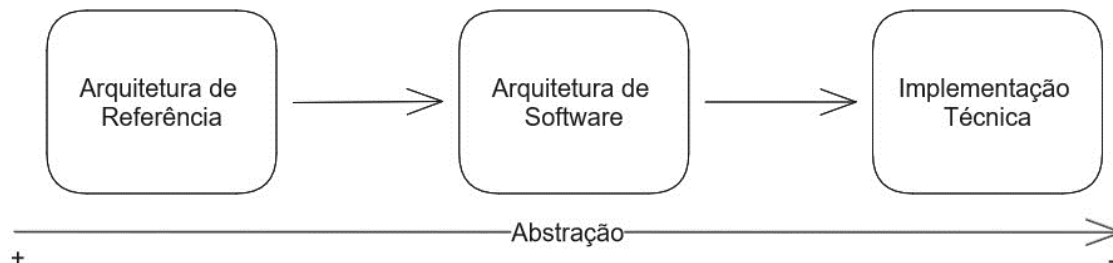 Arquitetura de
Referência
Arquitetura de
Software
Implementação
Técnica
Abstração
+
-